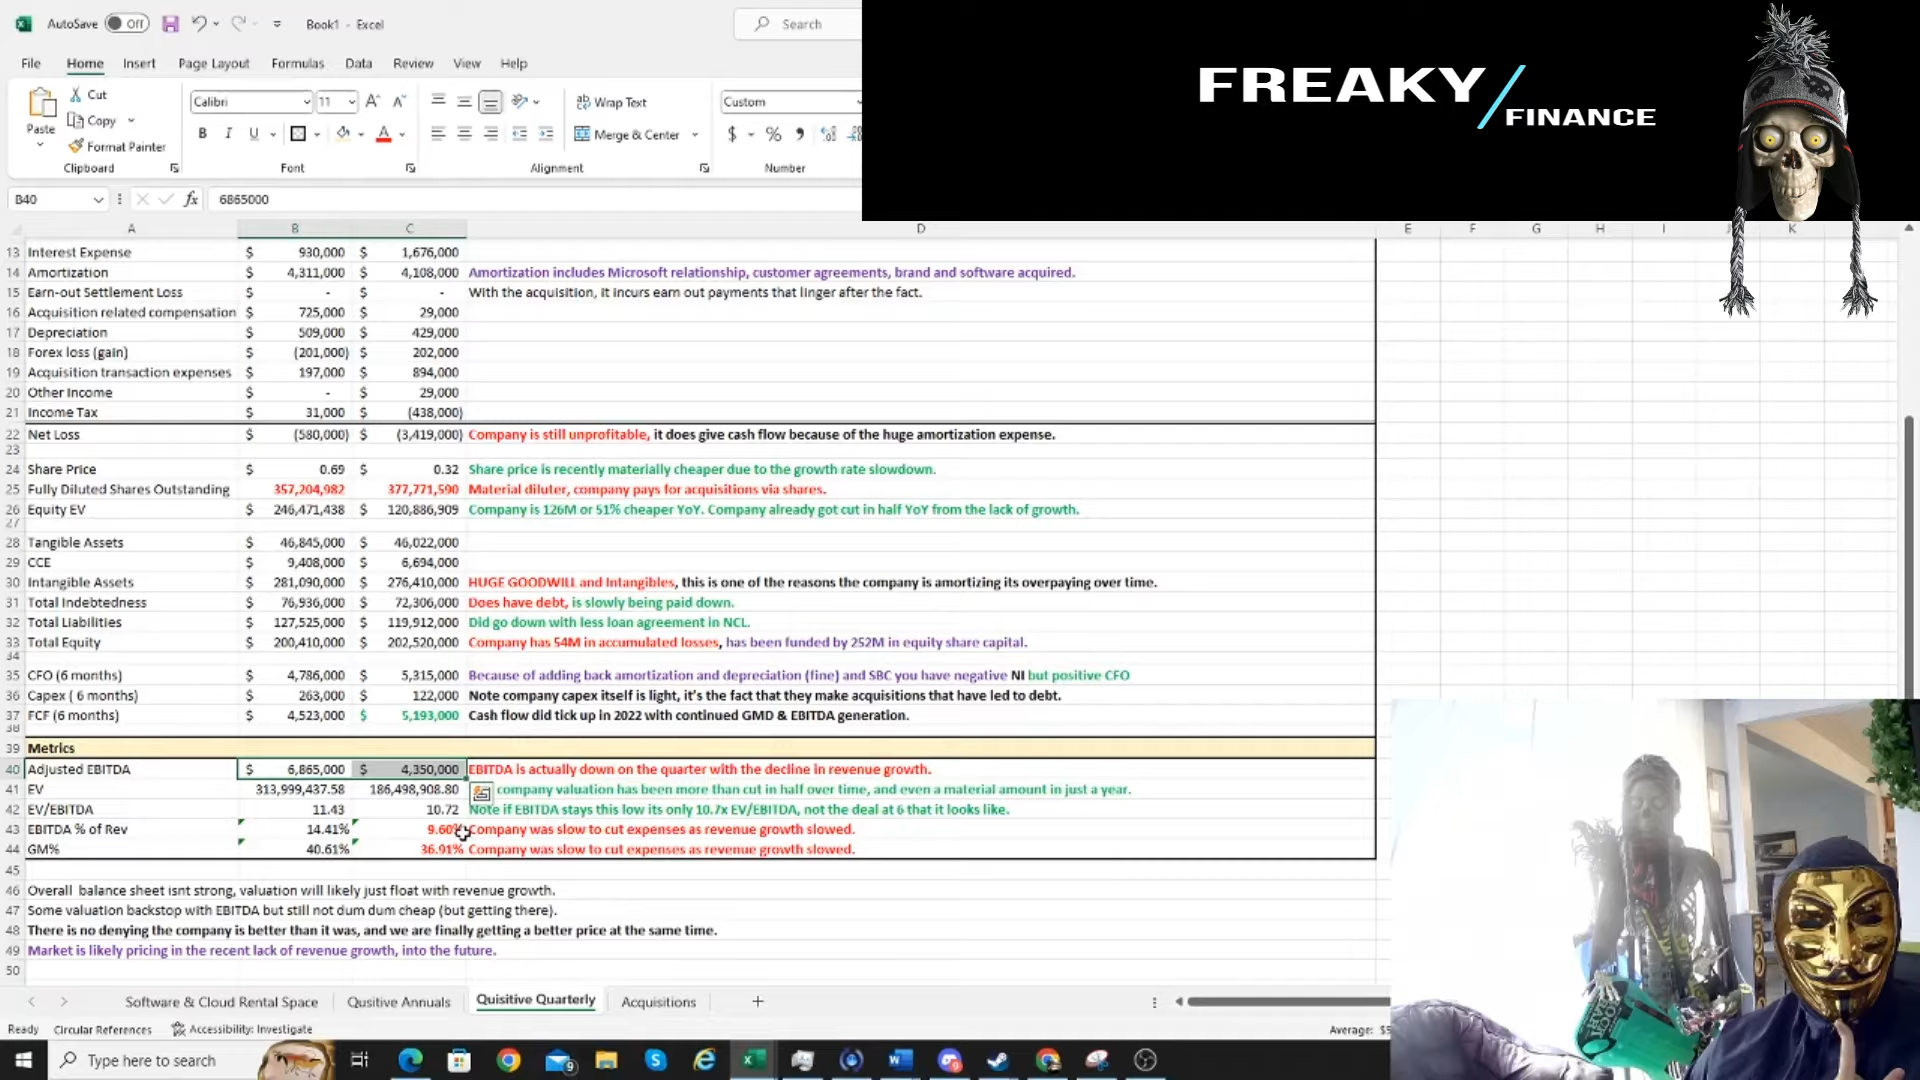 AutoSave Off Book1 - Excel Search
FREAKY
FINANCE
File Home Insert Page Layout Formulas Data Review View Help
Paste Cut Copy Format Painter Clipboard
Calibri 11 A A B I U A Font
Wrap Text Merge & Center Alignment
Custom $ % Number
B40 fx 6865000
A B C D E F G H I J K
13 Interest Expense $ 930,000 $ 1,676,000
14 Amortization $ 4,311,000 $ 4,108,000 Amortization includes Microsoft relationship, customer agreements, brand and software acquired.
15 Earn-out Settlement Loss $ - $ - With the acquisition, it incurs earn out payments that linger after the fact.
16 Acquisition related compensation $ 725,000 $ 29,000
17 Depreciation $ 509,000 $ 429,000
18 Forex loss (gain) $ (201,000) $ 202,000
19 Acquisition transaction expenses $ 197,000 $ 894,000
20 Other Income $ - $ 29,000
21 Income Tax $ 31,000 $ (438,000)
22 Net Loss $ (580,000) $ (3,419,000) Company is still unprofitable, it does give cash flow because of the huge amortization expense.
23
24 Share Price $ 0.69 $ 0.32 Share price is recently materially cheaper due to the growth rate slowdown.
25 Fully Diluted Shares Outstanding 357,204,982 377,771,590 Material diluter, company pays for acquisitions via shares.
26 Equity EV $ 246,471,438 $ 120,886,909 Company is 126M or 51% cheaper YoY. Company already got cut in half YoY from the lack of growth.
27
28 Tangible Assets $ 46,845,000 $ 46,022,000
29 CCE $ 9,408,000 $ 6,694,000
30 Intangible Assets $ 281,090,000 $ 276,410,000 HUGE GOODWILL and Intangibles, this is one of the reasons the company is amortizing its overpaying over time.
31 Total Indebtedness $ 76,936,000 $ 72,306,000 Does have debt, is slowly being paid down.
32 Total Liabilities $ 127,525,000 $ 119,912,000 Did go down with less loan agreement in NCL.
33 Total Equity $ 200,410,000 $ 202,520,000 Company has 54M in accumulated losses, has been funded by 252M in equity share capital.
34
35 CFO (6 months) $ 4,786,000 $ 5,315,000 Because of adding back amortization and depreciation (fine) and SBC you have negative NI but positive CFO
36 Capex ( 6 months) $ 263,000 $ 122,000 Note company capex itself is light, it's the fact that they make acquisitions that have led to debt.
37 FCF (6 months) $ 4,523,000 $ 5,193,000 Cash flow did tick up in 2022 with continued GMD & EBITDA generation.
38
39 Metrics
40 Adjusted EBITDA $ 6,865,000 $ 4,350,000 EBITDA is actually down on the quarter with the decline in revenue growth.
41 EV 313,999,437.58 186,498,908.80 company valuation has been more than cut in half over time, and even a material amount in just a year.
42 EV/EBITDA 11.43 10.72 Note if EBITDA stays this low its only 10.7x EV/EBITDA, not the deal at 6 that it looks like.
43 EBITDA % of Rev 14.41% 9.60% Company was slow to cut expenses as revenue growth slowed.
44 GM% 40.61% 36.91% Company was slow to cut expenses as revenue growth slowed.
45
46 Overall balance sheet isnt strong, valuation will likely just float with revenue growth.
47 Some valuation backstop with EBITDA but still not dum dum cheap (but getting there).
48 There is no denying the company is better than it was, and we are finally getting a better price at the same time.
49 Market is likely pricing in the recent lack of revenue growth, into the future.
50
Software & Cloud Rental Space Qusitive Annuals Quisitive Quarterly Acquisitions
Ready Circular References Accessibility: Investigate Average: $5
Type here to search